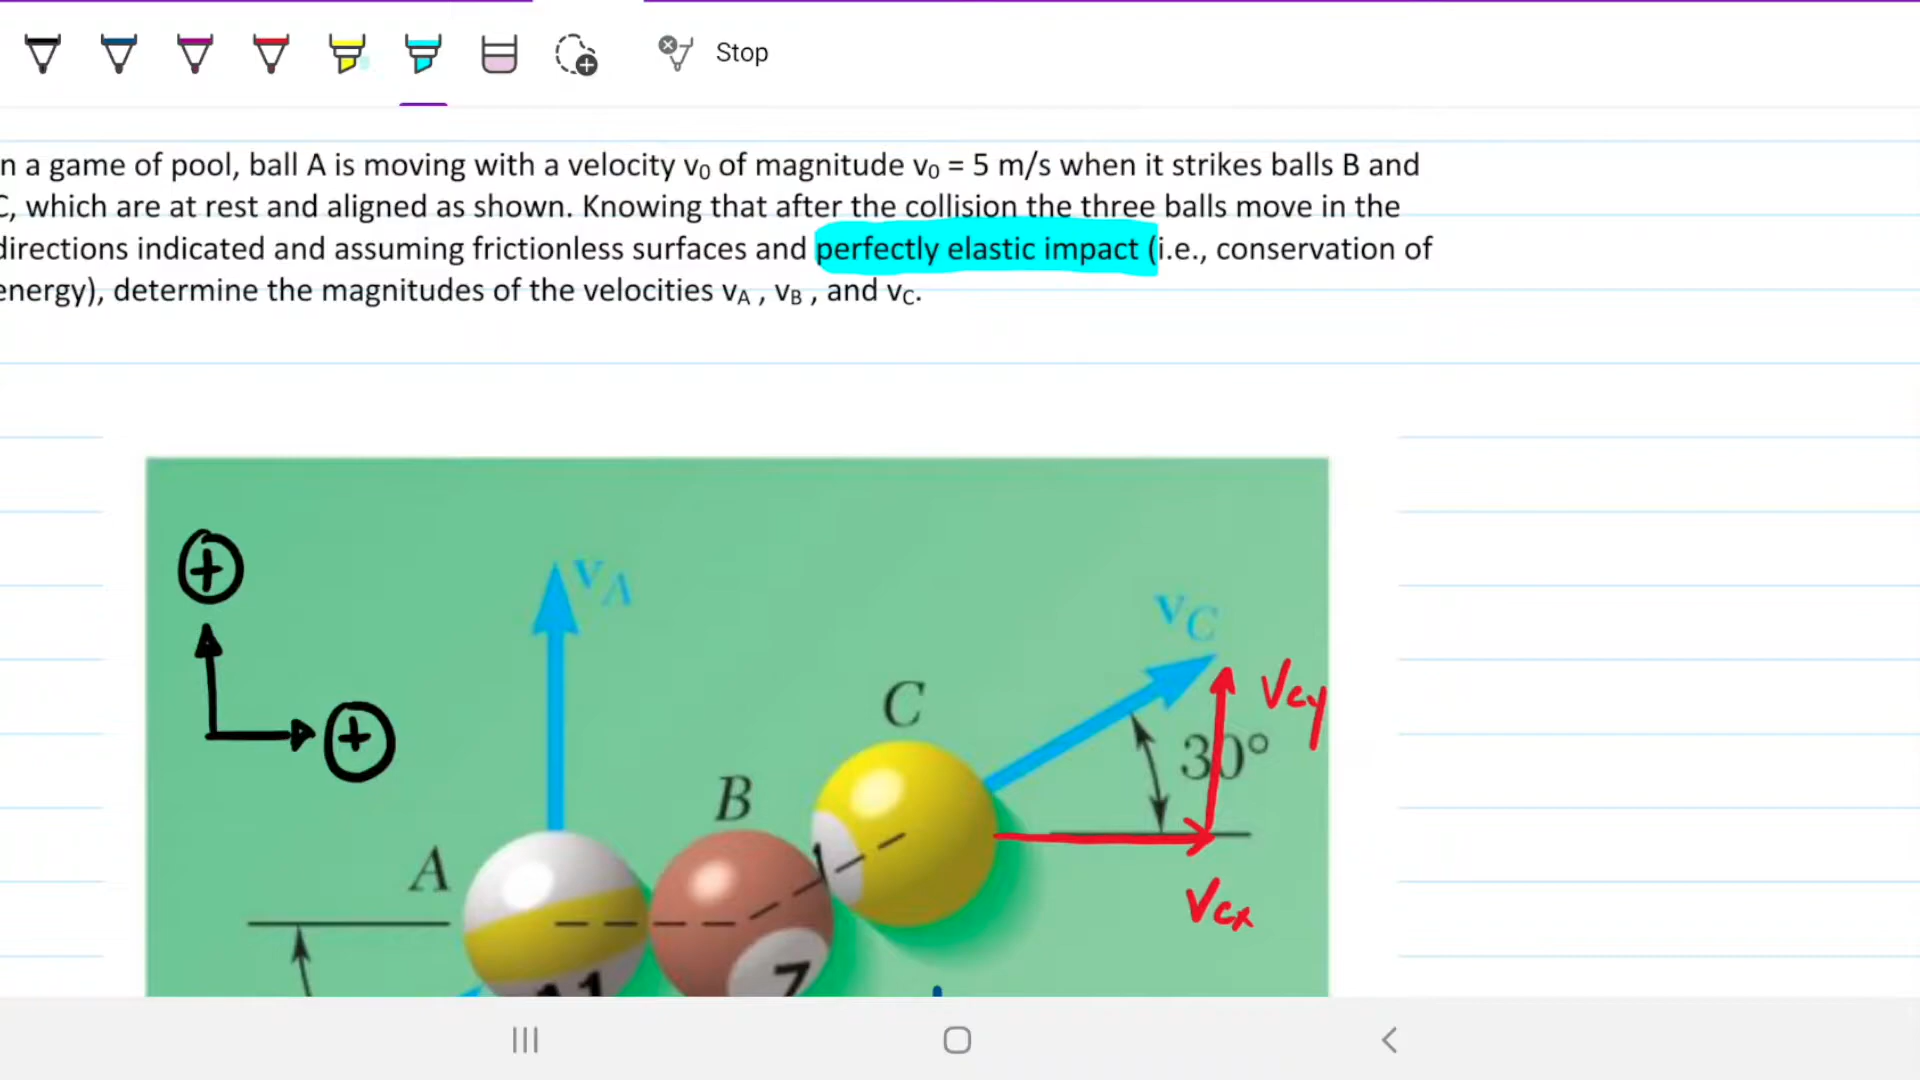 Stop
n a game of pool, ball A is moving with a velocity v₀ of magnitude v₀ = 5 m/s when it strikes balls B and
C, which are at rest and aligned as shown. Knowing that after the collision the three balls move in the
directions indicated and assuming frictionless surfaces and perfectly elastic impact (i.e., conservation of
energy), determine the magnitudes of the velocities vA , vB , and vC.
+
vA
vC
Vcy
C
30°
+
B
A
Vcx
1
7
11